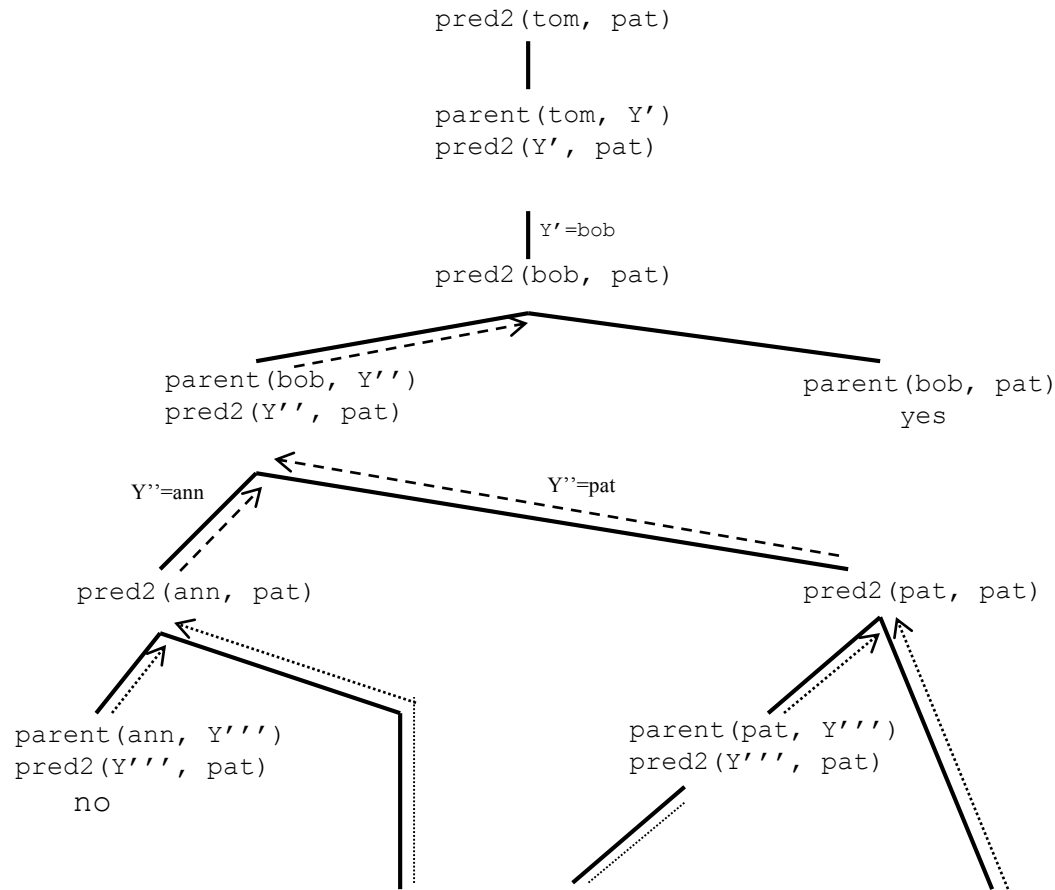 pred2(tom, pat)
parent(tom, Y')
pred2(Y', pat)
Y'=bob
pred2(bob, pat)
parent(bob, Y'')
pred2(Y'', pat)
parent(bob, pat)
yes
Y’’=ann
Y’’=pat
pred2(ann, pat)
pred2(pat, pat)
parent(ann, Y''')
pred2(Y''', pat)
no
parent(pat, Y''')
pred2(Y''', pat)